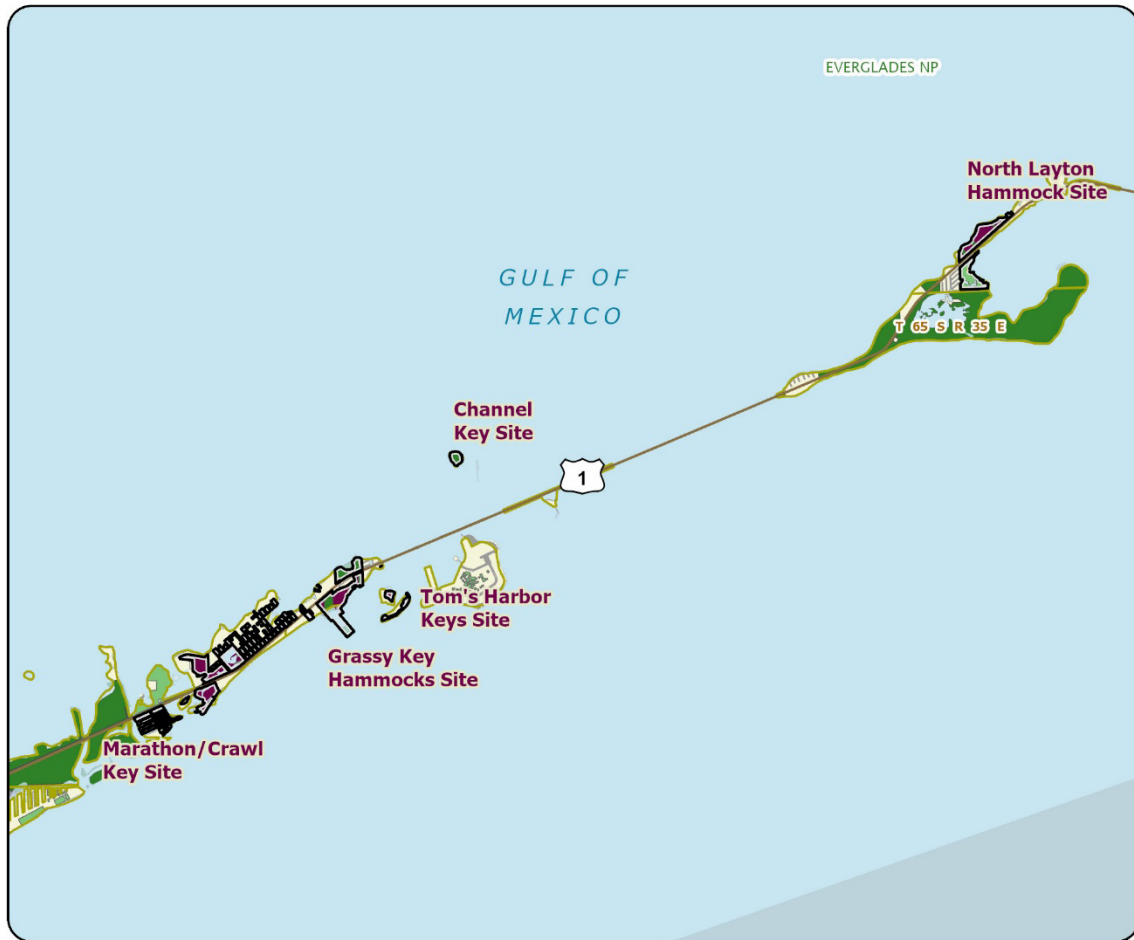 EVERGLADES NP
North Layton
Hammock Site
GULF OF
MEXICO
T 65 S R 35 E
Channel
Key Site
1
Tom's Harbor
Keys Site
Grassy Key
Hammocks Site
Marathon/Crawl
Key Site